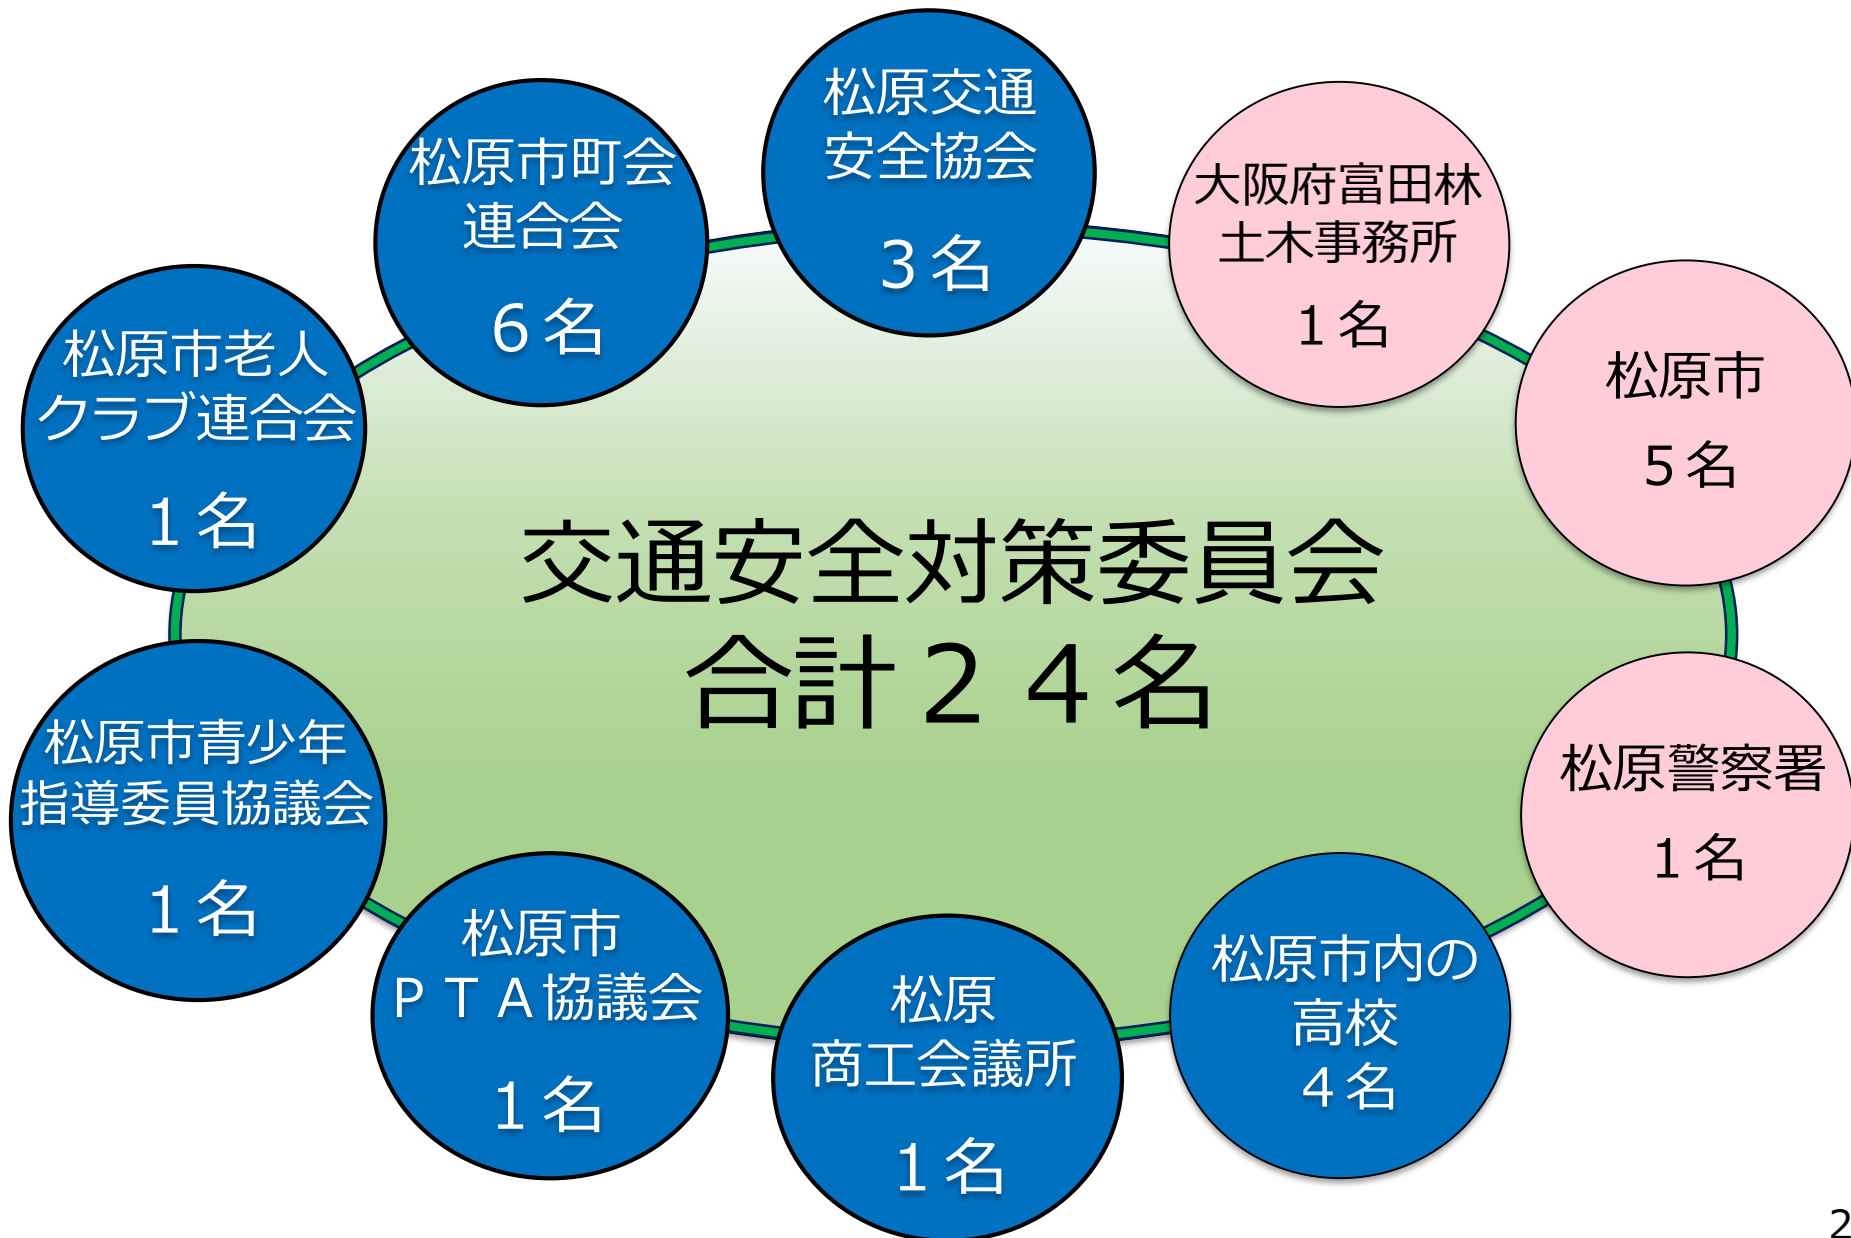 松原交通
安全協会
３名
松原市町会
連合会
６名
大阪府富田林
土木事務所
１名
松原市老人
クラブ連合会
１名
松原市
５名
交通安全対策委員会
合計２４名
松原市青少年
指導委員協議会
１名
松原警察署
１名
松原市
ＰＴＡ協議会
１名
松原
商工会議所
１名
松原市内の
高校
４名
2